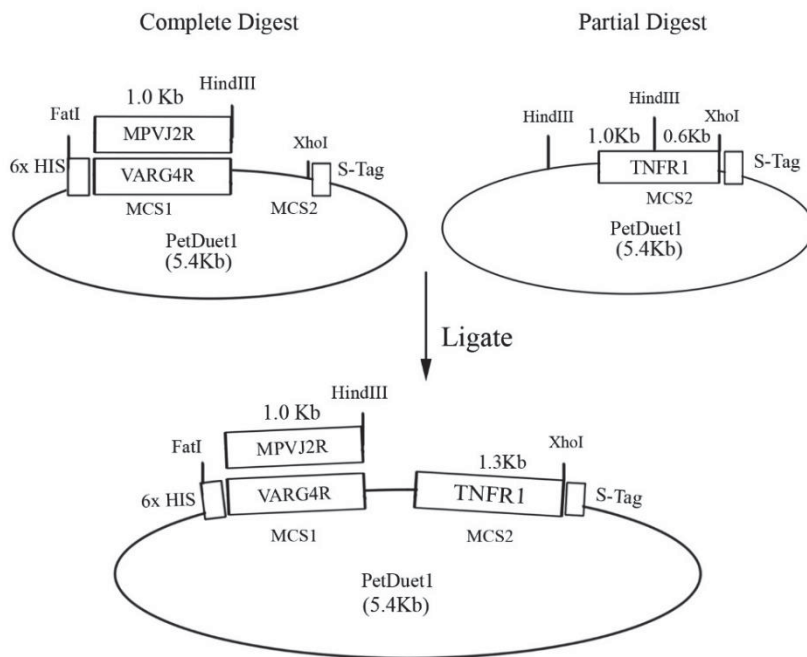 Complete Digest
Partial Digest
HindIII
1.0 Kb
FatI
MPVJ2R
XhoI
6x HIS
VARG4R
S-Tag
MCS1
MCS2
PetDuet1
(5.4Kb)
HindIII
HindIII
XhoI
1.0Kb
0.6Kb
TNFR1
S-Tag
MCS2
PetDuet1
(5.4Kb)
Ligate
HindIII
1.0 Kb
FatI
MPVJ2R
XhoI
1.3Kb
6x HIS
VARG4R
TNFR1
S-Tag
MCS1
MCS2
PetDuet1
(5.4Kb)